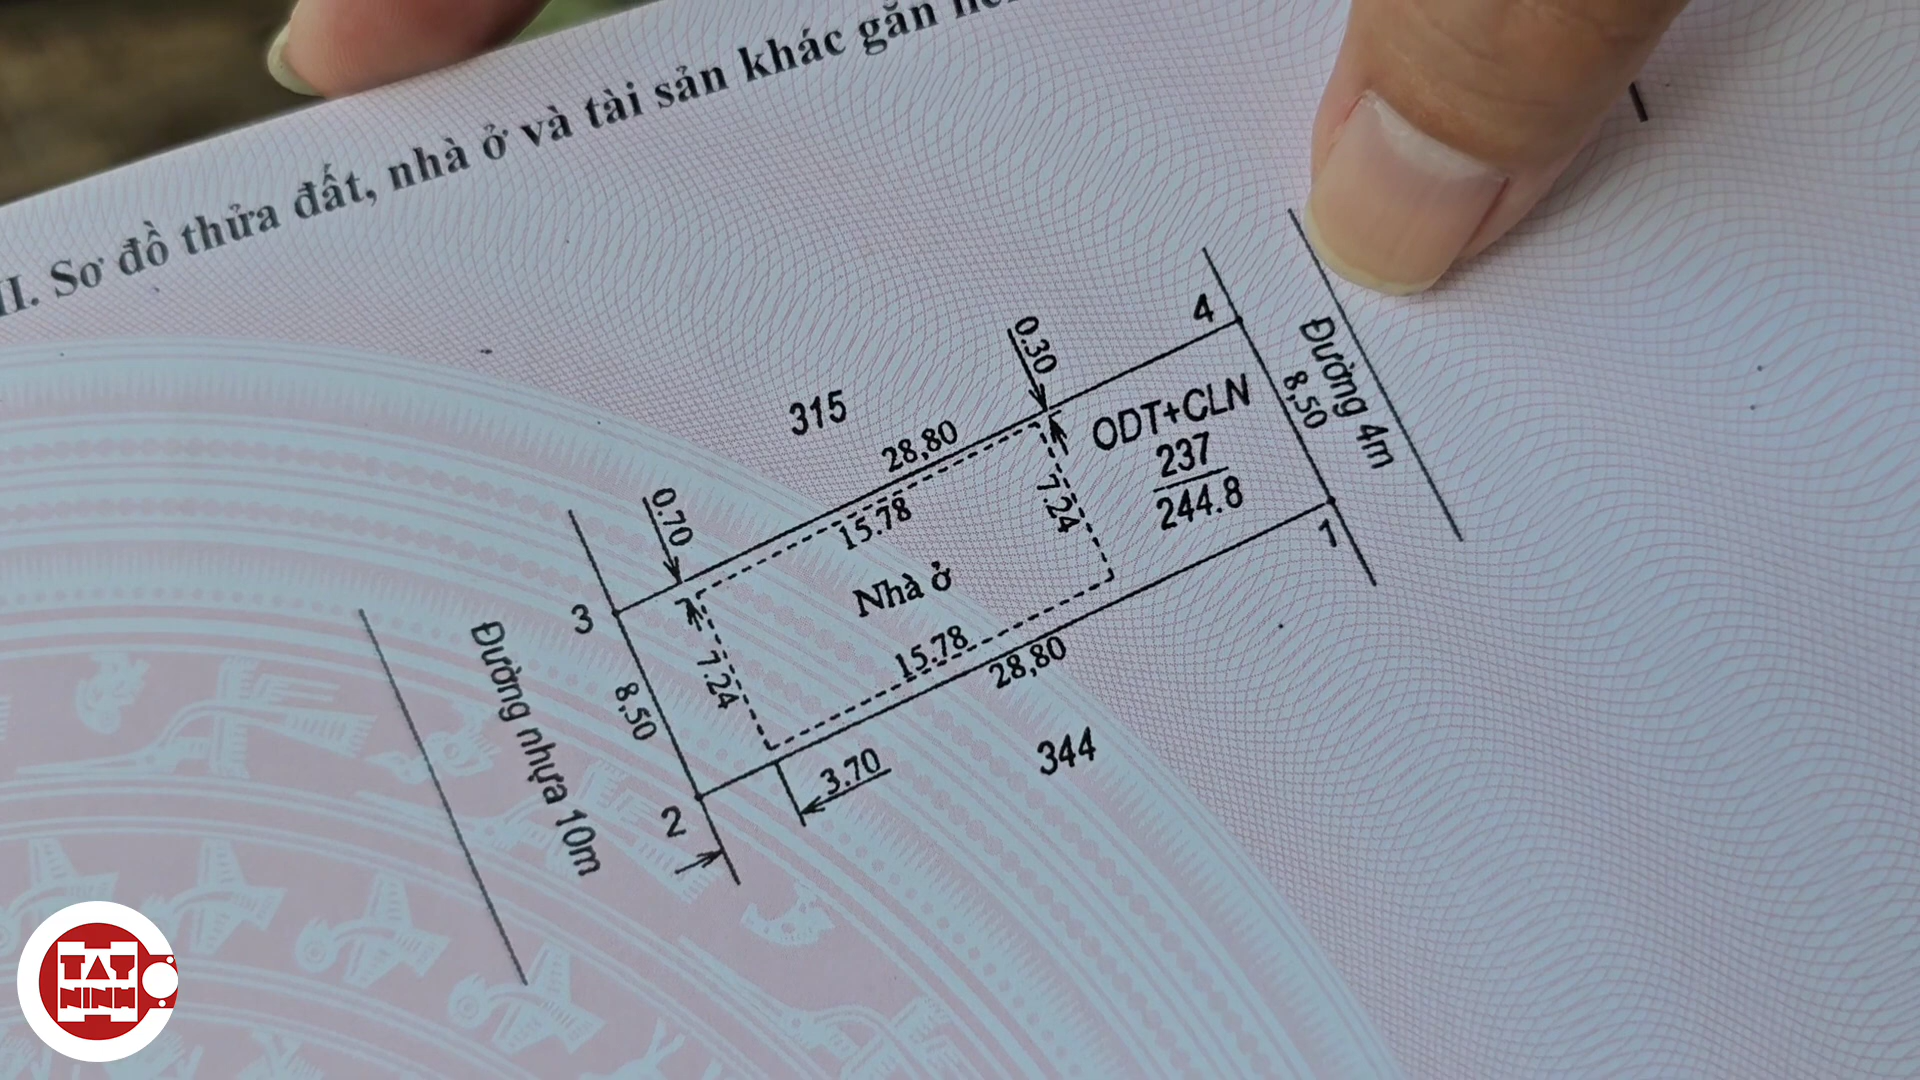 II. Sơ đồ thửa đất, nhà ở và tài sản khác gắn
0.30
4
Đường 4m
315
28,80
ODT+CLN
8,50
237
244.8
0.70
15.78
7.24
1
3
Nhà ở
Đường nhựa 10m
8,50
7.24
15.78
28,80
344
3.70
2
TAY
NINH